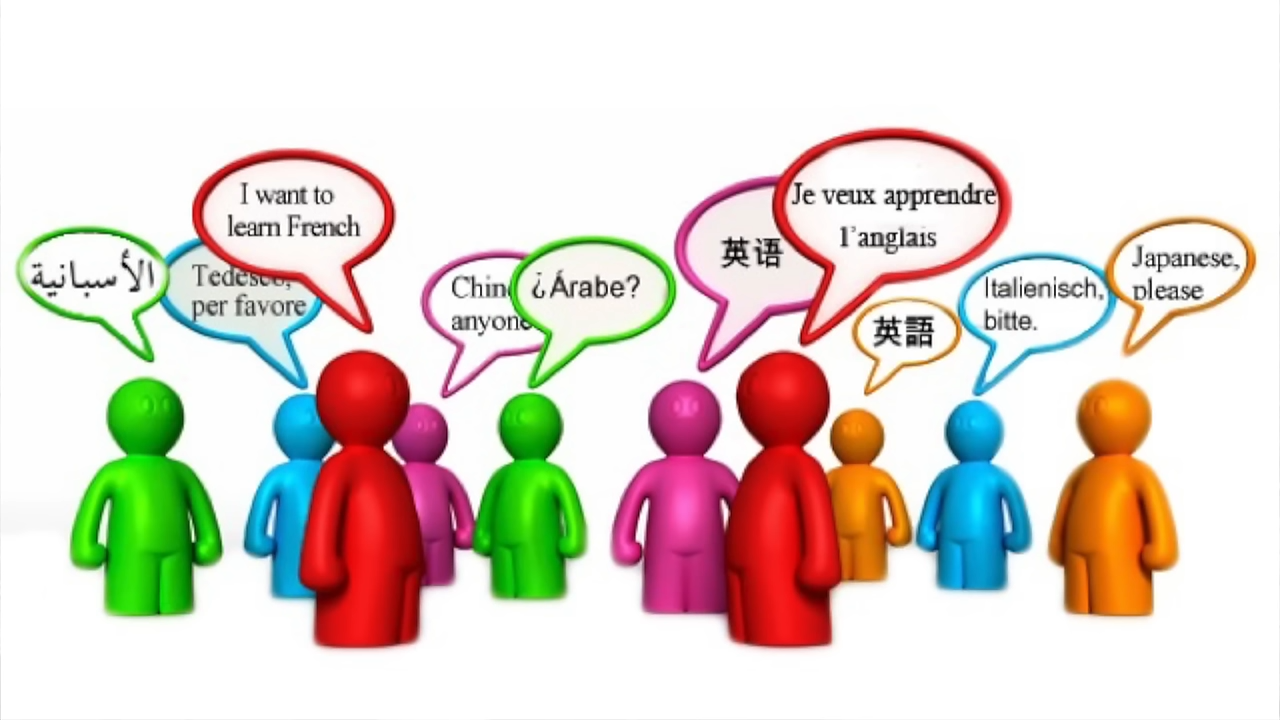 الأسبانية
Tedesco,
per favore
I want to
learn French
anyone
¿Árabe?
英语
Je veux apprendre
l'anglais
英語
Italienisch,
bitte.
Japanese,
please